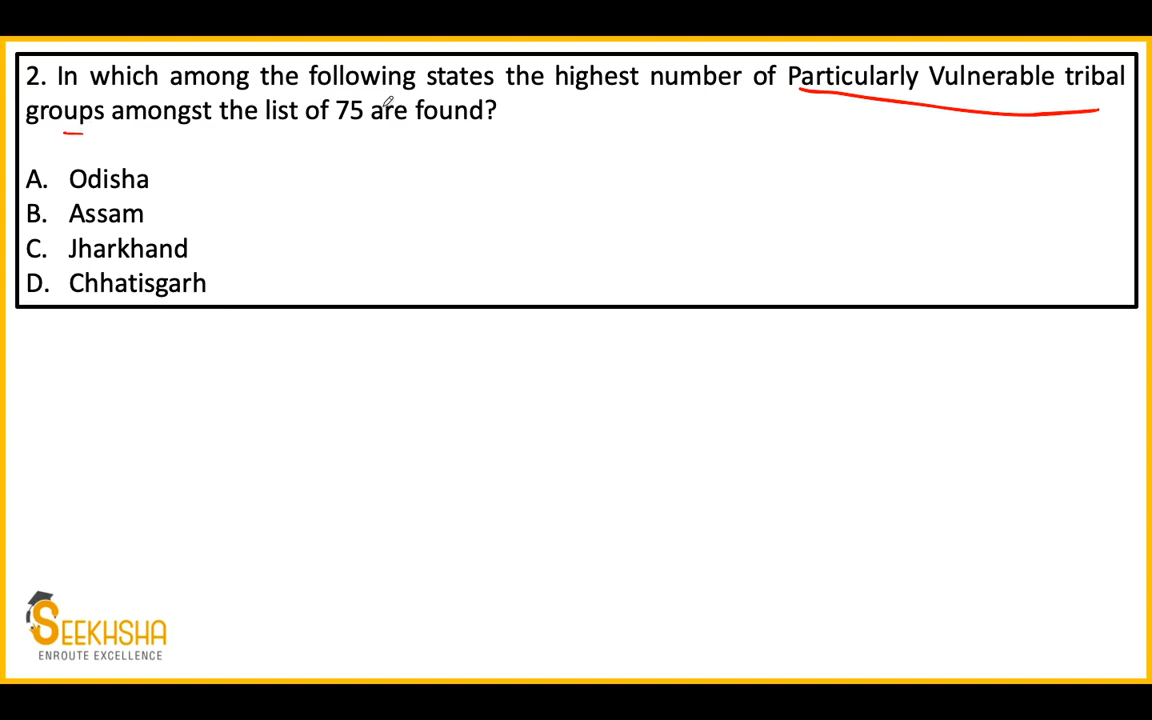 2. In which among the following states the highest number of Particularly Vulnerable tribal
groups amongst the list of 75 are found?
A. Odisha
B. Assam
C. Jharkhand
D. Chhatisgarh
SEEKHSHA
ENROUTE EXCELLENCE